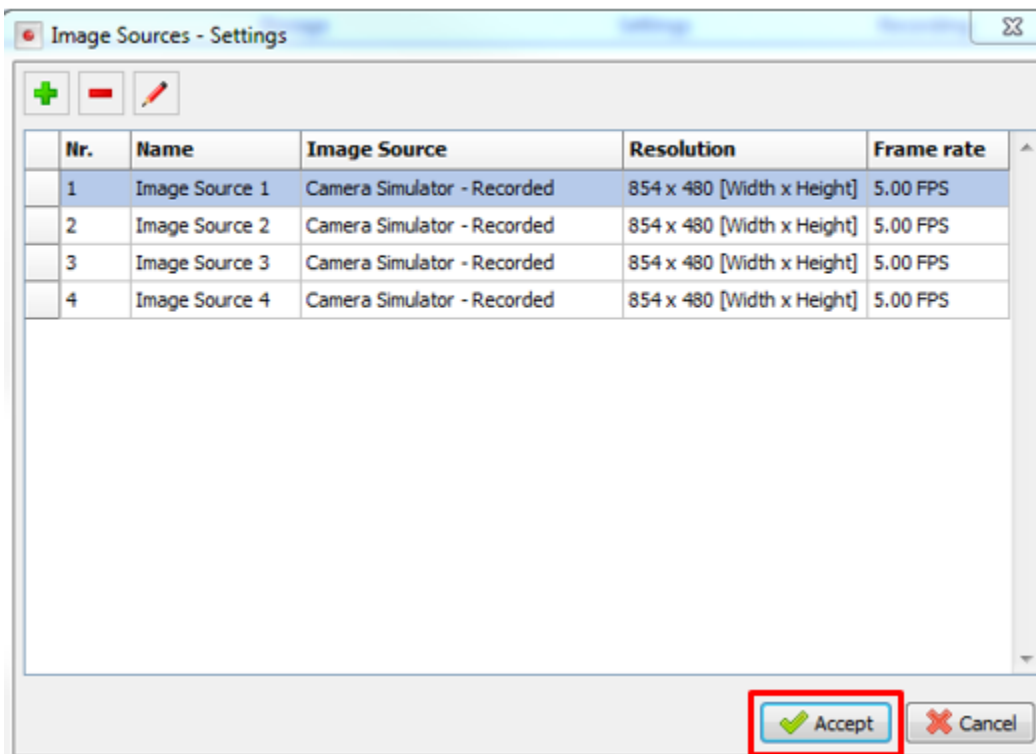 Image Sources - Settings
Nr. Name Image Source Resolution Frame rate
1 Image Source 1 Camera Simulator - Recorded 854 x 480 [Width x Height] 5.00 FPS
2 Image Source 2 Camera Simulator - Recorded 854 x 480 [Width x Height] 5.00 FPS
3 Image Source 3 Camera Simulator - Recorded 854 x 480 [Width x Height] 5.00 FPS
4 Image Source 4 Camera Simulator - Recorded 854 x 480 [Width x Height] 5.00 FPS
Accept Cancel